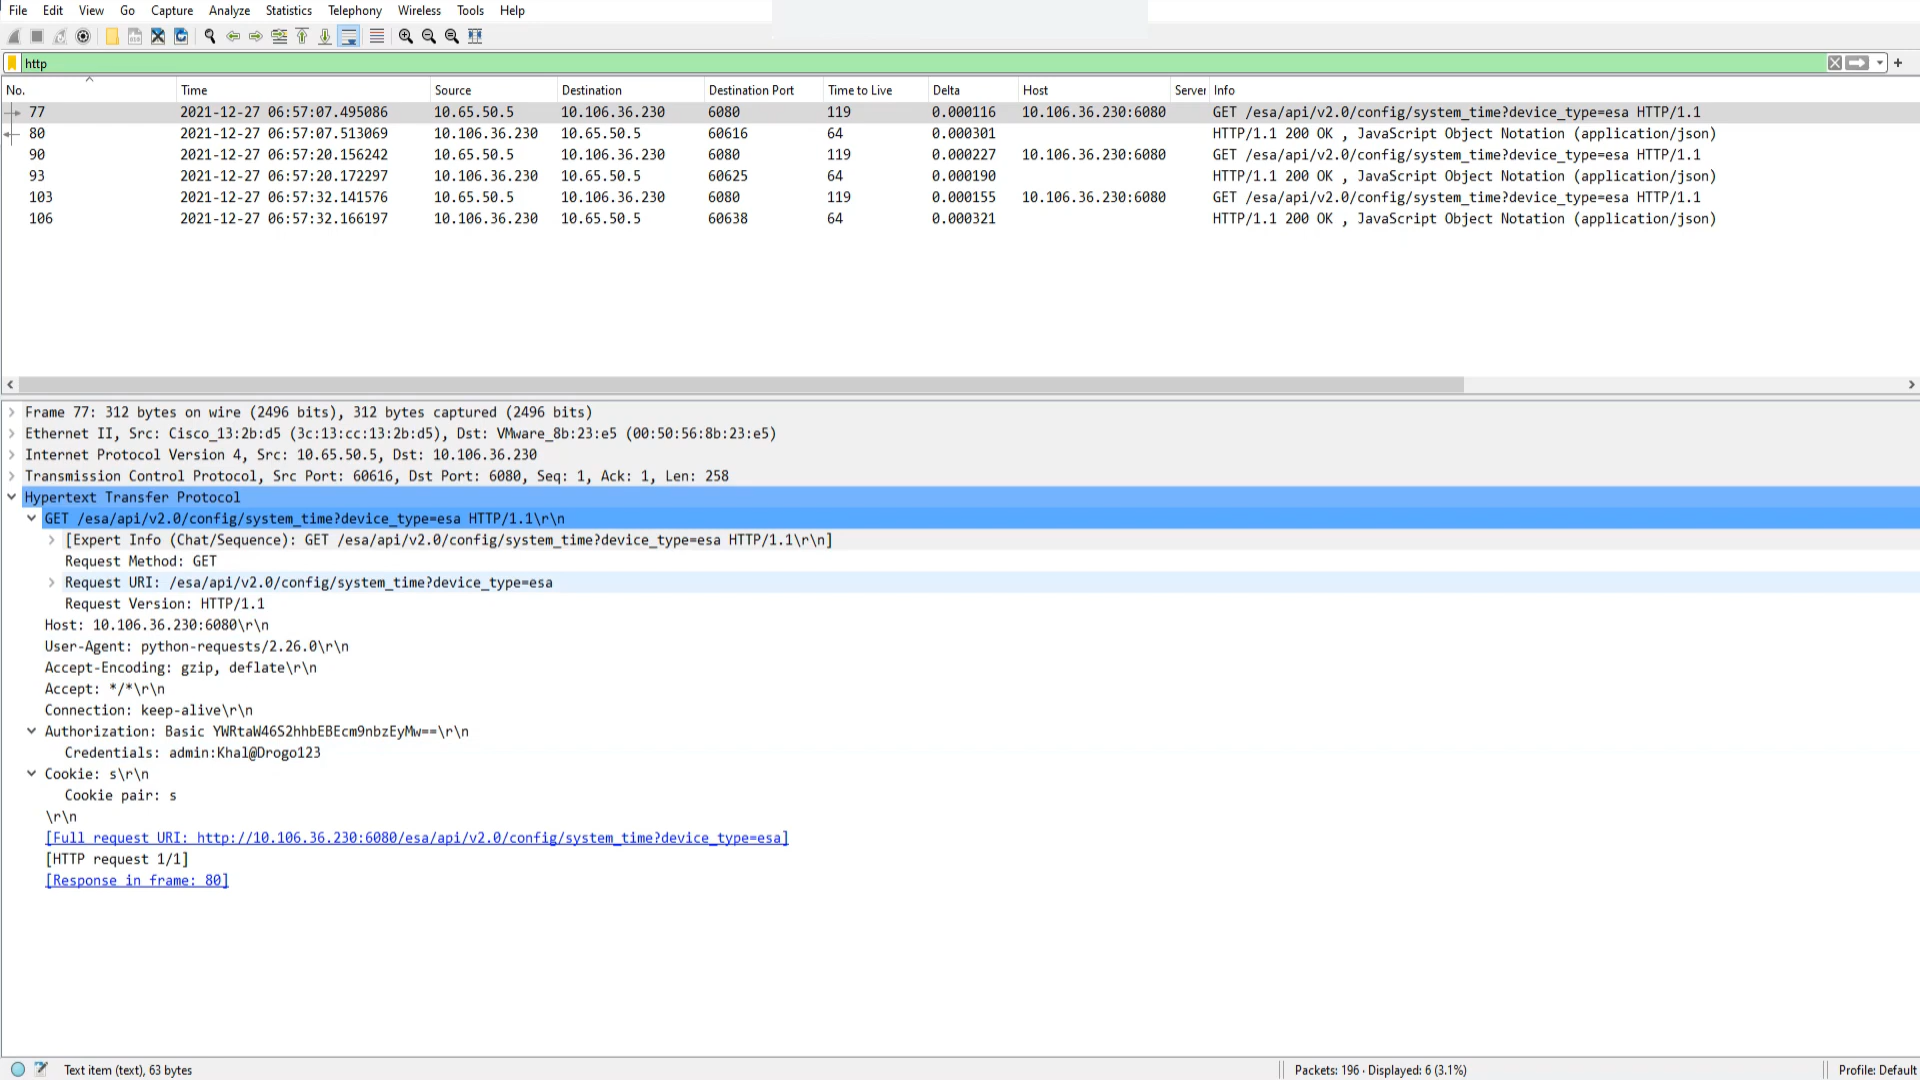 File Edit View Go Capture Analyze Statistics Telephony Wireless Tools Help
http
No. Time Source Destination Destination Port Time to Live Delta Host Server Info
77 2021-12-27 06:57:07.495086 10.65.50.5 10.106.36.230 6080 119 0.000116 10.106.36.230:6080 GET /esa/api/v2.0/config/system_time?device_type=esa HTTP/1.1
80 2021-12-27 06:57:07.513069 10.106.36.230 10.65.50.5 60616 64 0.000301 HTTP/1.1 200 OK , JavaScript Object Notation (application/json)
90 2021-12-27 06:57:20.156242 10.65.50.5 10.106.36.230 6080 119 0.000227 10.106.36.230:6080 GET /esa/api/v2.0/config/system_time?device_type=esa HTTP/1.1
93 2021-12-27 06:57:20.172297 10.106.36.230 10.65.50.5 60625 64 0.000190 HTTP/1.1 200 OK , JavaScript Object Notation (application/json)
103 2021-12-27 06:57:32.141576 10.65.50.5 10.106.36.230 6080 119 0.000155 10.106.36.230:6080 GET /esa/api/v2.0/config/system_time?device_type=esa HTTP/1.1
106 2021-12-27 06:57:32.166197 10.106.36.230 10.65.50.5 60638 64 0.000321 HTTP/1.1 200 OK , JavaScript Object Notation (application/json)
Frame 77: 312 bytes on wire (2496 bits), 312 bytes captured (2496 bits)
Ethernet II, Src: Cisco_13:2b:d5 (3c:13:cc:13:2b:d5), Dst: VMware_8b:23:e5 (00:50:56:8b:23:e5)
Internet Protocol Version 4, Src: 10.65.50.5, Dst: 10.106.36.230
Transmission Control Protocol, Src Port: 60616, Dst Port: 6080, Seq: 1, Ack: 1, Len: 258
Hypertext Transfer Protocol
GET /esa/api/v2.0/config/system_time?device_type=esa HTTP/1.1\r\n
[Expert Info (Chat/Sequence): GET /esa/api/v2.0/config/system_time?device_type=esa HTTP/1.1\r\n]
Request Method: GET
Request URI: /esa/api/v2.0/config/system_time?device_type=esa
Request Version: HTTP/1.1
Host: 10.106.36.230:6080\r\n
User-Agent: python-requests/2.26.0\r\n
Accept-Encoding: gzip, deflate\r\n
Accept: */*\r\n
Connection: keep-alive\r\n
Authorization: Basic YWRtaW46S2hhbEBEcm9nbzEyMw==\r\n
Credentials: admin:Khal@Drogo123
Cookie: s\r\n
Cookie pair: s
\r\n
[Full request URI: http://10.106.36.230:6080/esa/api/v2.0/config/system_time?device_type=esa]
[HTTP request 1/1]
[Response in frame: 80]
Text item (text), 63 bytes Packets: 196 · Displayed: 6 (3.1%) Profile: Default